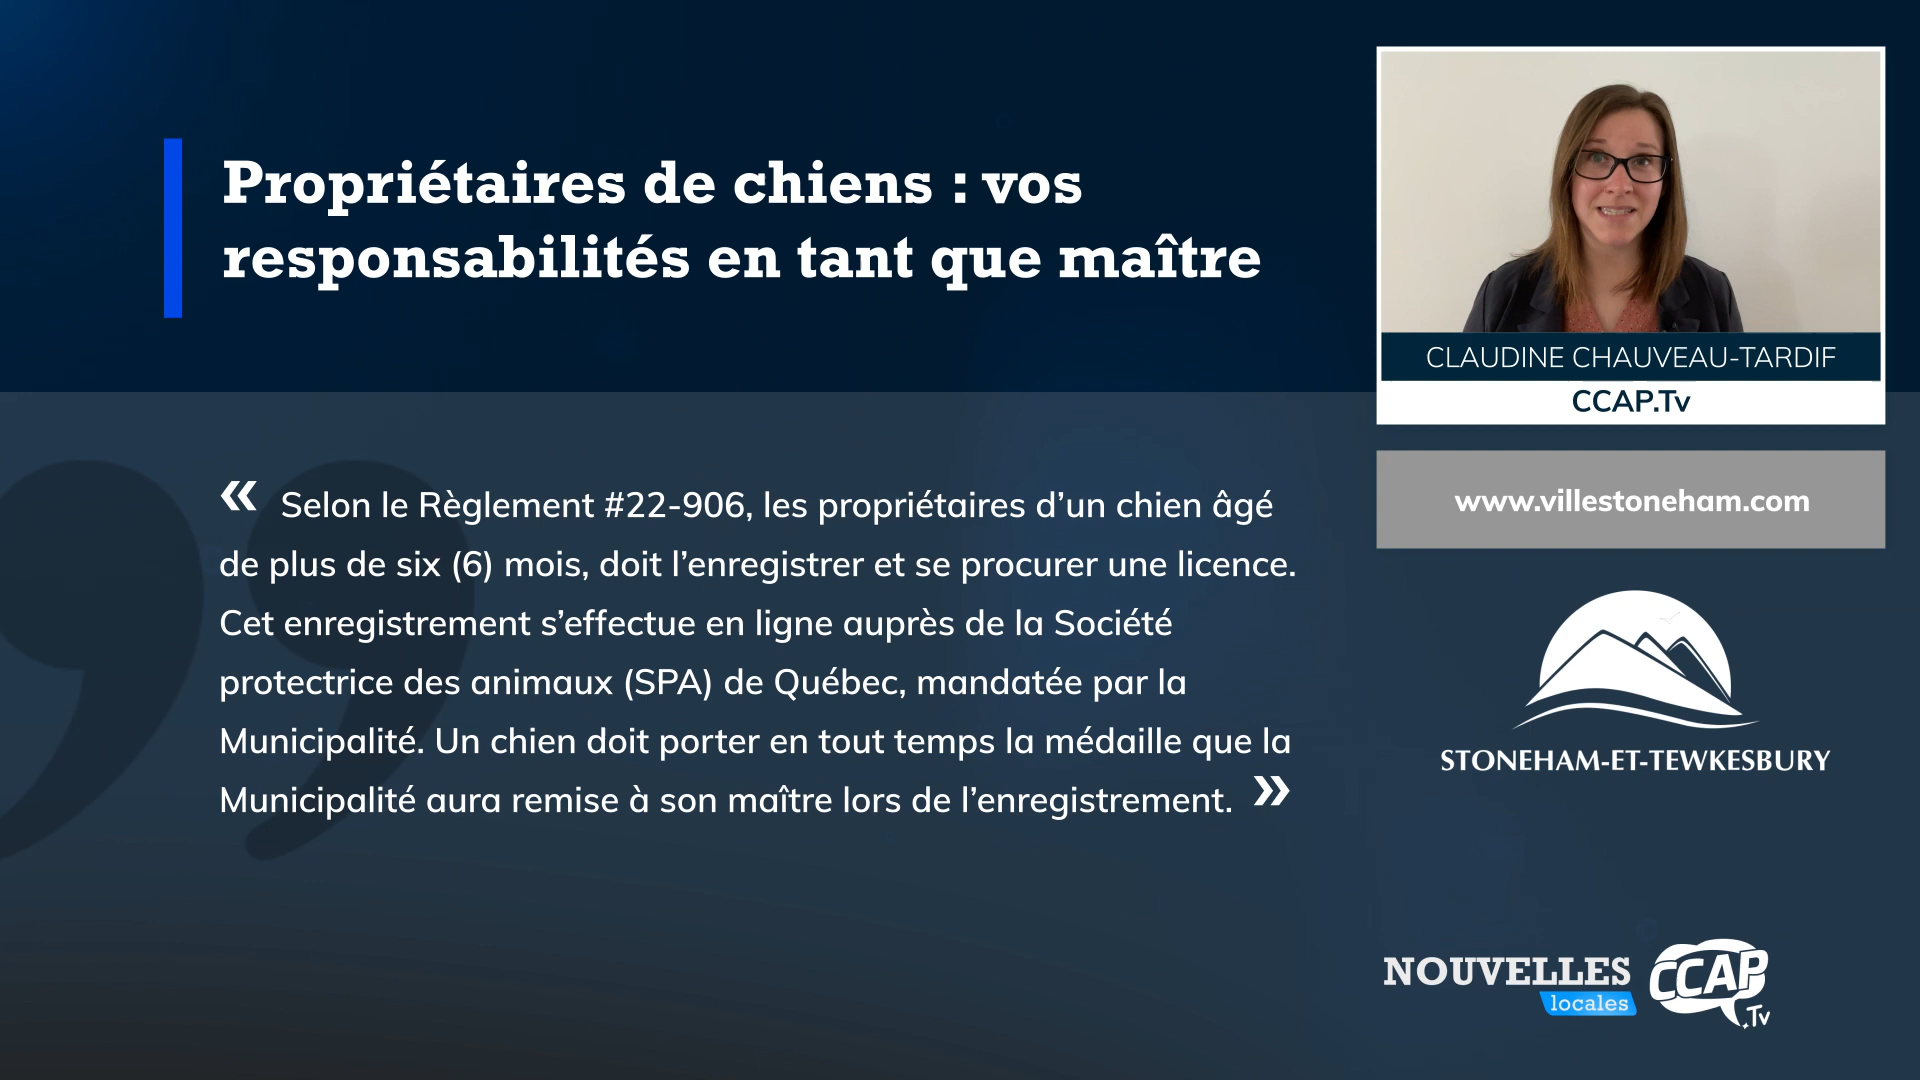 Propriétaires de chiens : vos
responsabilités en tant que maître
« Selon le Règlement #22-906, les propriétaires d’un chien âgé
de plus de six (6) mois, doit l’enregistrer et se procurer une licence.
Cet enregistrement s’effectue en ligne auprès de la Société
protectrice des animaux (SPA) de Québec, mandatée par la
Municipalité. Un chien doit porter en tout temps la médaille que la
Municipalité aura remise à son maître lors de l’enregistrement. »
CLAUDINE CHAUVEAU-TARDIF
CCAP.Tv
www.villestoneham.com
STONEHAM-ET-TEWKESBURY
NOUVELLES
locales
CCAP
.Tv